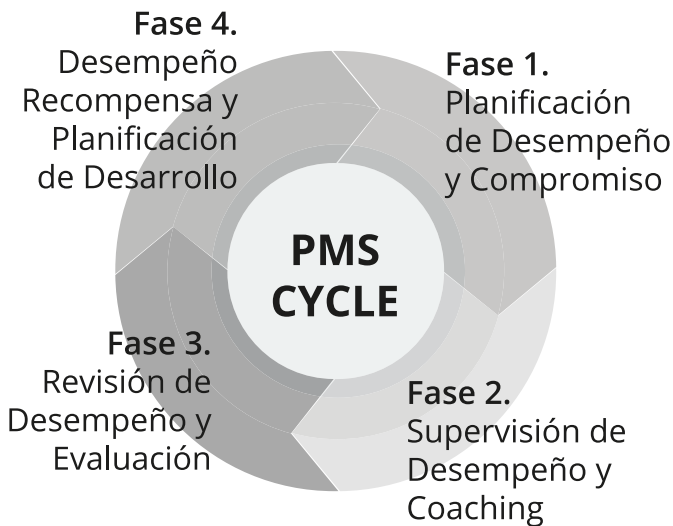 Fase 4.
Desempeño
Recompensa y
Planificación
de Desarrollo
Fase 1.
Planificación
de Desempeño
y Compromiso
PMS
CYCLE
Fase 3.
Revisión de
Desempeño y
Evaluación
Fase 2.
Supervisión de
Desempeño y
Coaching